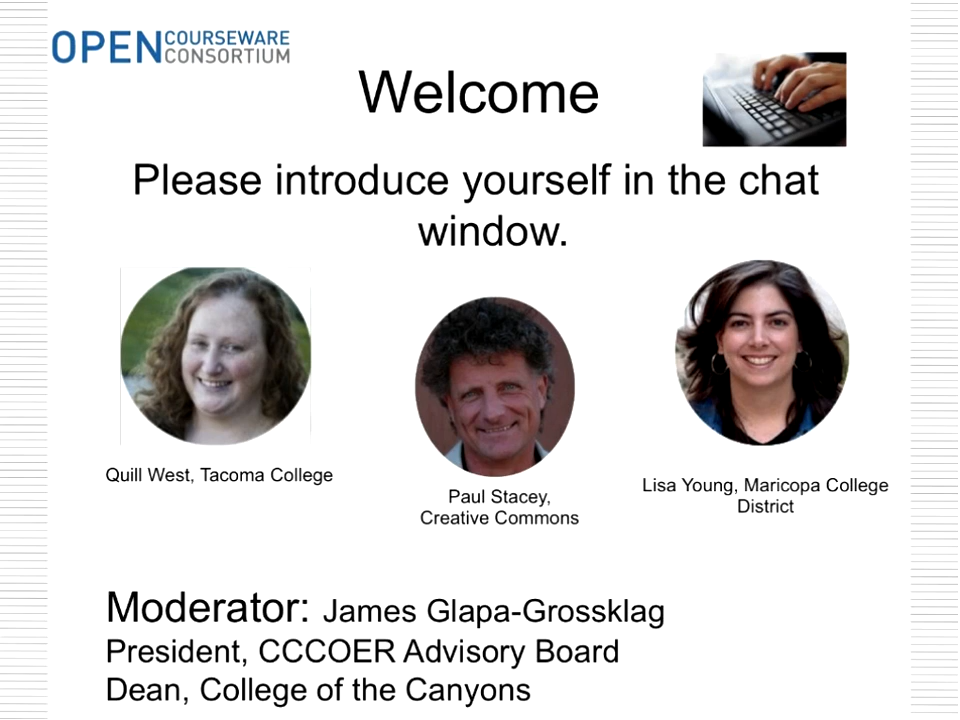 OPEN COURSEWARE CONSORTIUM
Welcome
Please introduce yourself in the chat
window.
Quill West, Tacoma College
Paul Stacey,
Creative Commons
Lisa Young, Maricopa College
District
Moderator: James Glapa-Grossklag
President, CCCOER Advisory Board
Dean, College of the Canyons